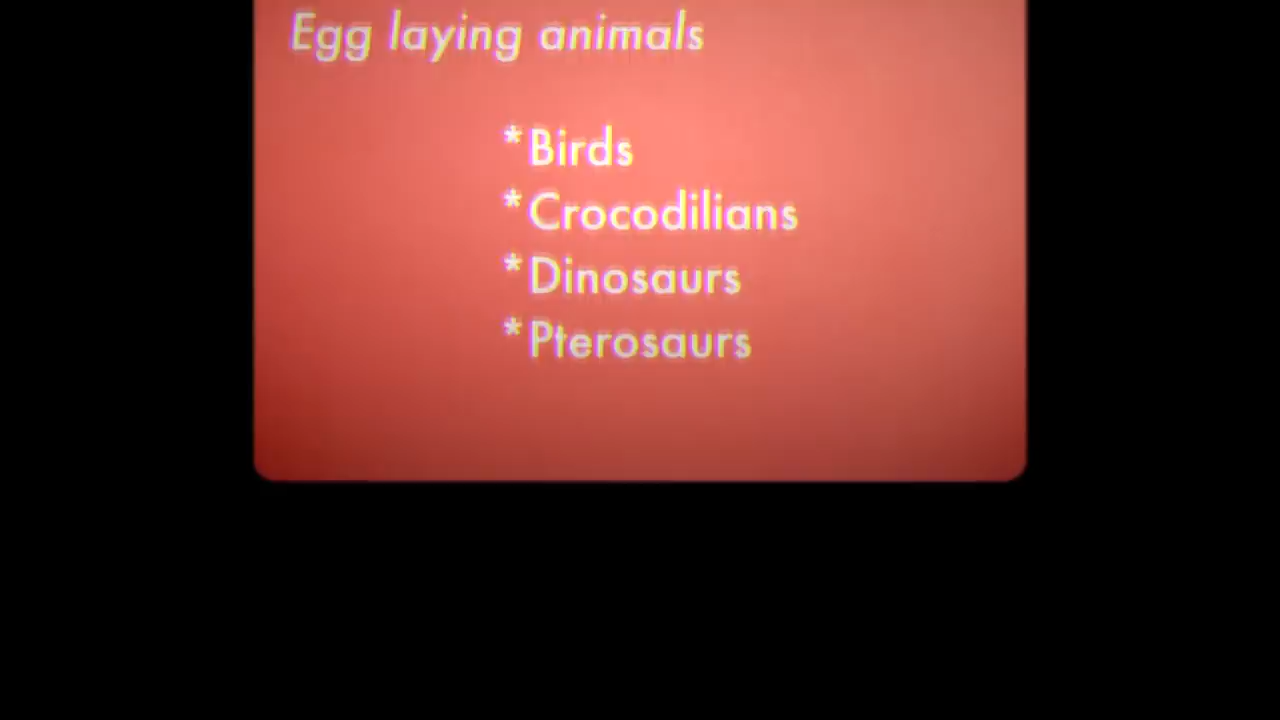 Egg laying animals
*Birds
*Crocodilians
*Dinosaurs
*Pterosaurs